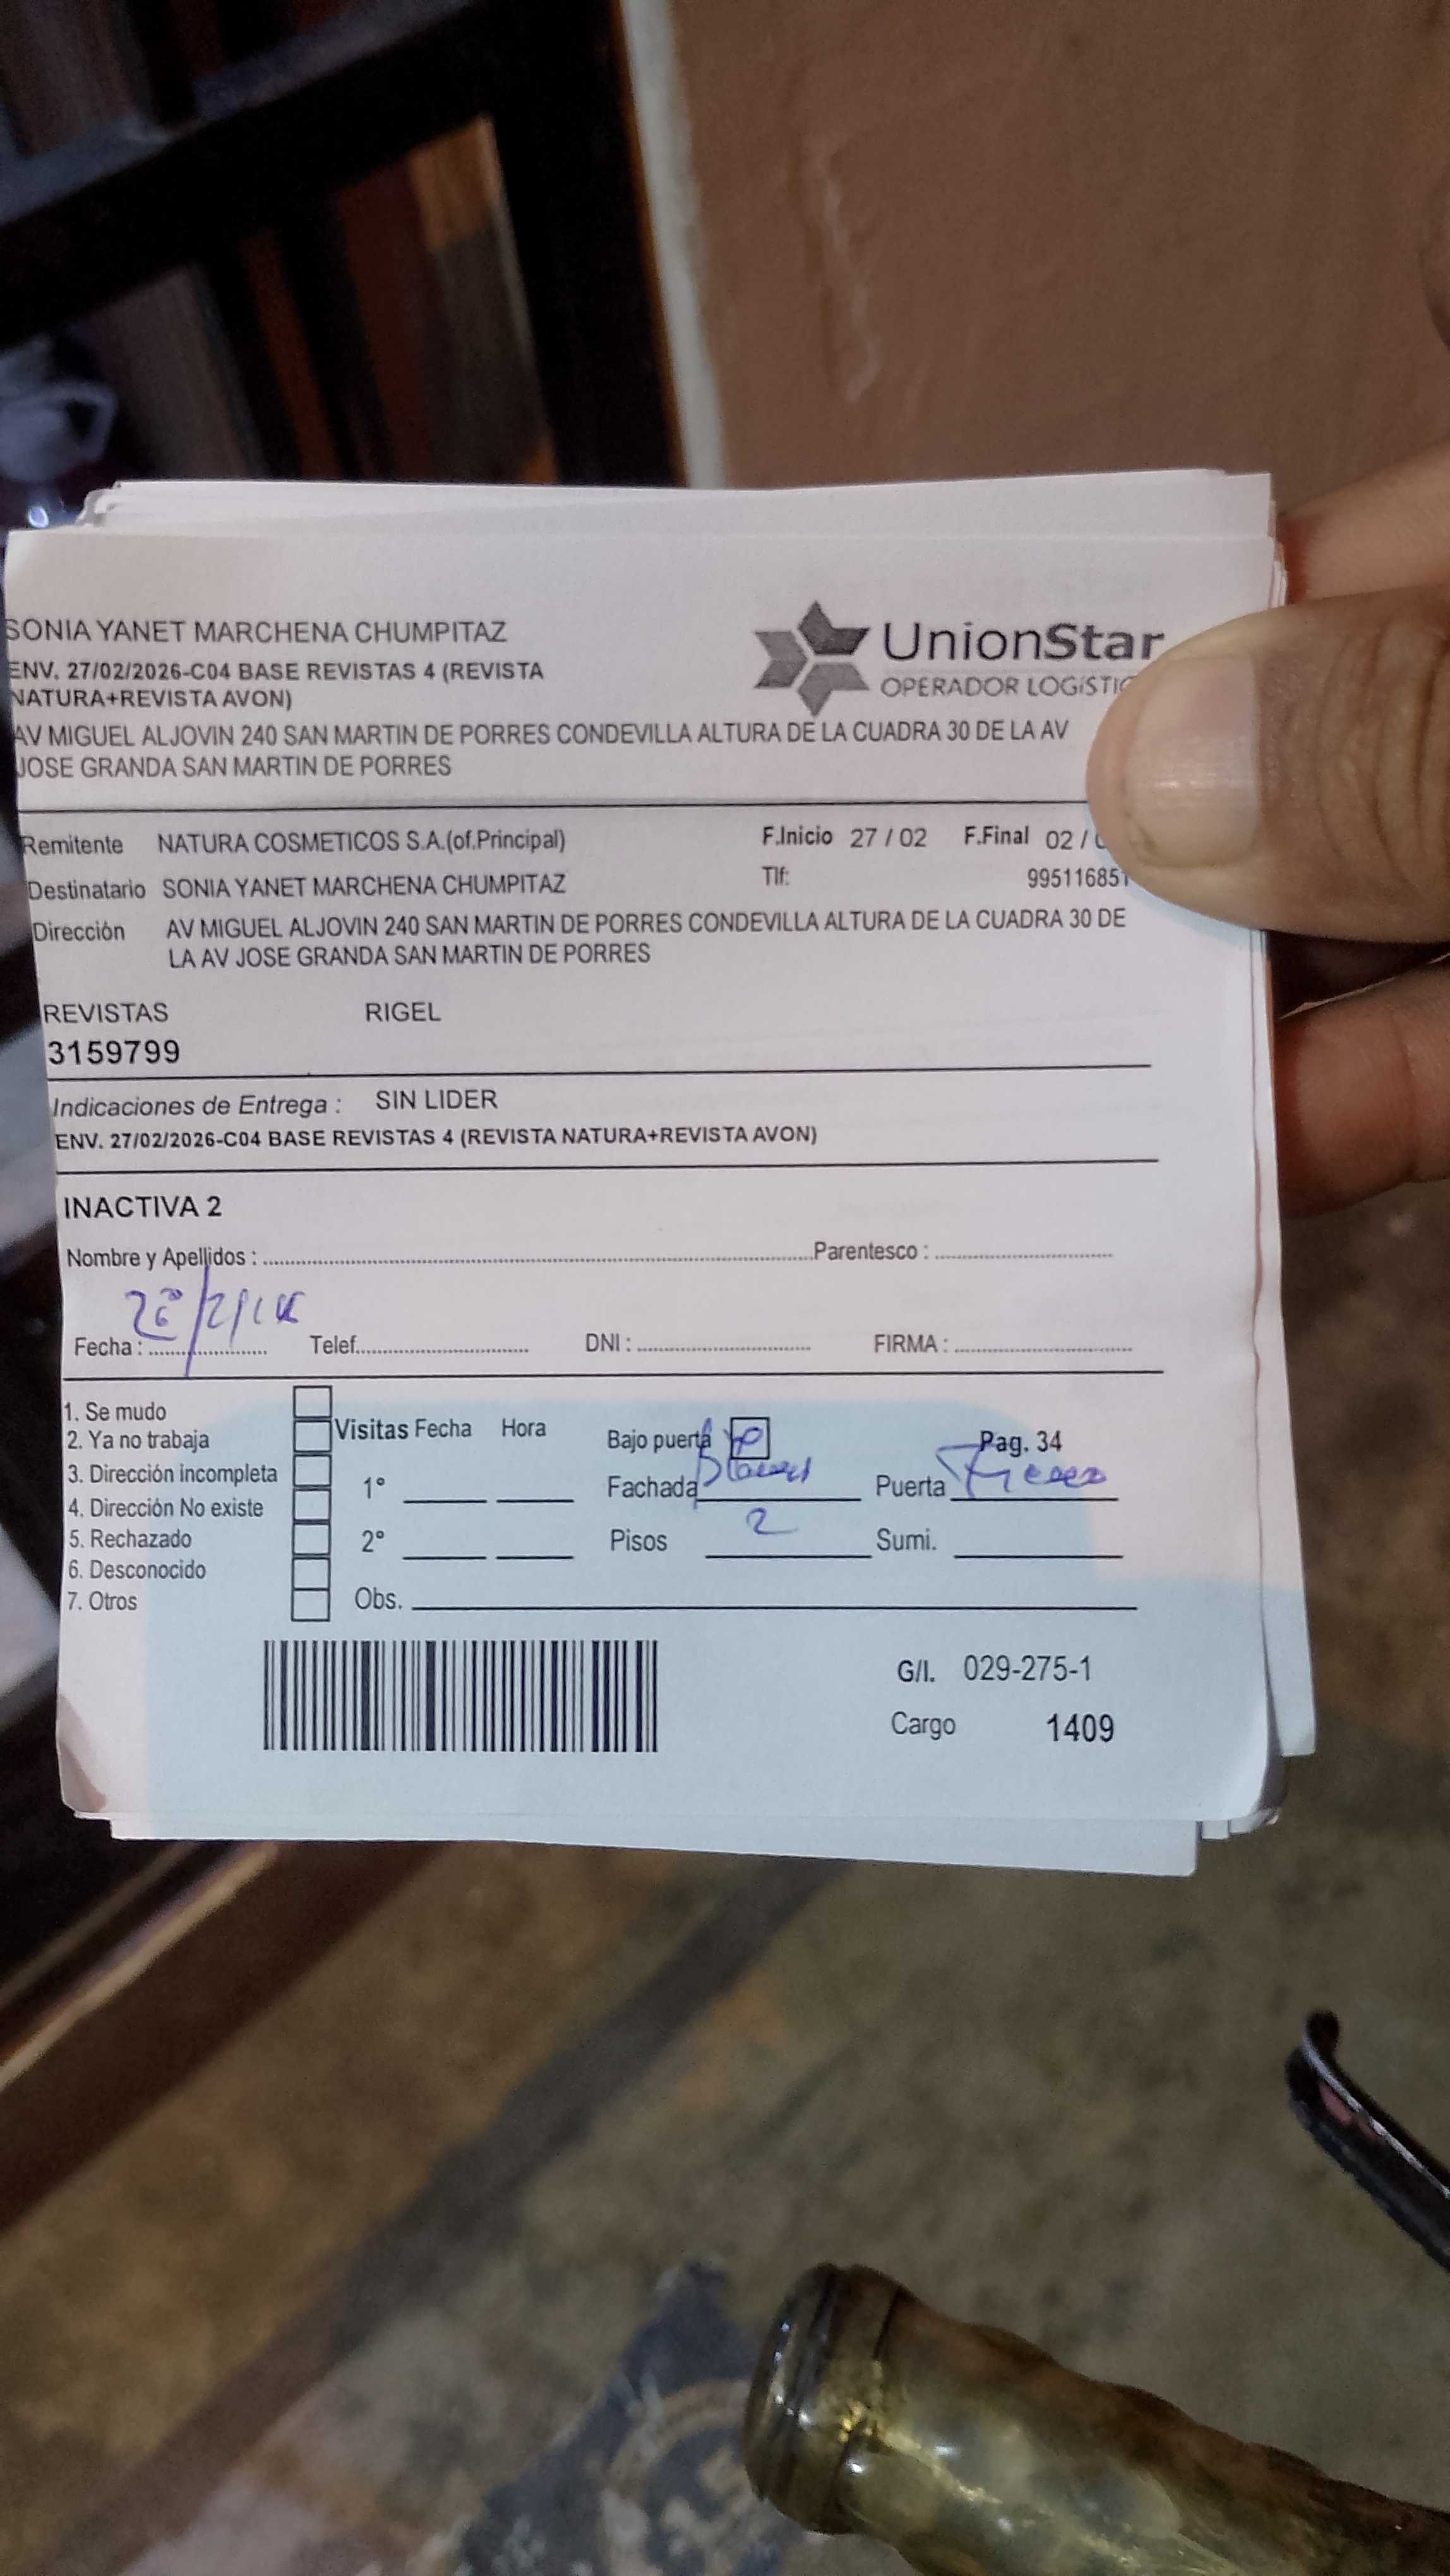 SONIA YANET MARCHENA CHUMPITAZ
ENV. 27/02/2026-C04 BASE REVISTAS 4 (REVISTA
NATURA+REVISTA AVON)
AV MIGUEL ALJOVIN 240 SAN MARTIN DE PORRES CONDEVILLA ALTURA DE LA CUADRA 30 DE LA AV
JOSE GRANDA SAN MARTIN DE PORRES
UnionStar
OPERADOR LOGÍSTIC
Remitente NATURA COSMETICOS S.A.(of.Principal) F.Inicio 27 / 02 F.Final 02 /
Destinatario SONIA YANET MARCHENA CHUMPITAZ Tlf: 995116851
Dirección AV MIGUEL ALJOVIN 240 SAN MARTIN DE PORRES CONDEVILLA ALTURA DE LA CUADRA 30 DE
LA AV JOSE GRANDA SAN MARTIN DE PORRES
REVISTAS RIGEL
3159799
Indicaciones de Entrega : SIN LIDER
ENV. 27/02/2026-C04 BASE REVISTAS 4 (REVISTA NATURA+REVISTA AVON)
INACTIVA 2
Nombre y Apellidos : Parentesco :
Fecha : Telef. DNI : FIRMA :
1. Se mudo
2. Ya no trabaja
3. Dirección incompleta
4. Dirección No existe
5. Rechazado
6. Desconocido
7. Otros
Visitas Fecha Hora
1°
2°
Obs.
Bajo puerta Pag. 34
Fachada Puerta
Pisos 2 Sumi.
G/I. 029-275-1
Cargo 1409